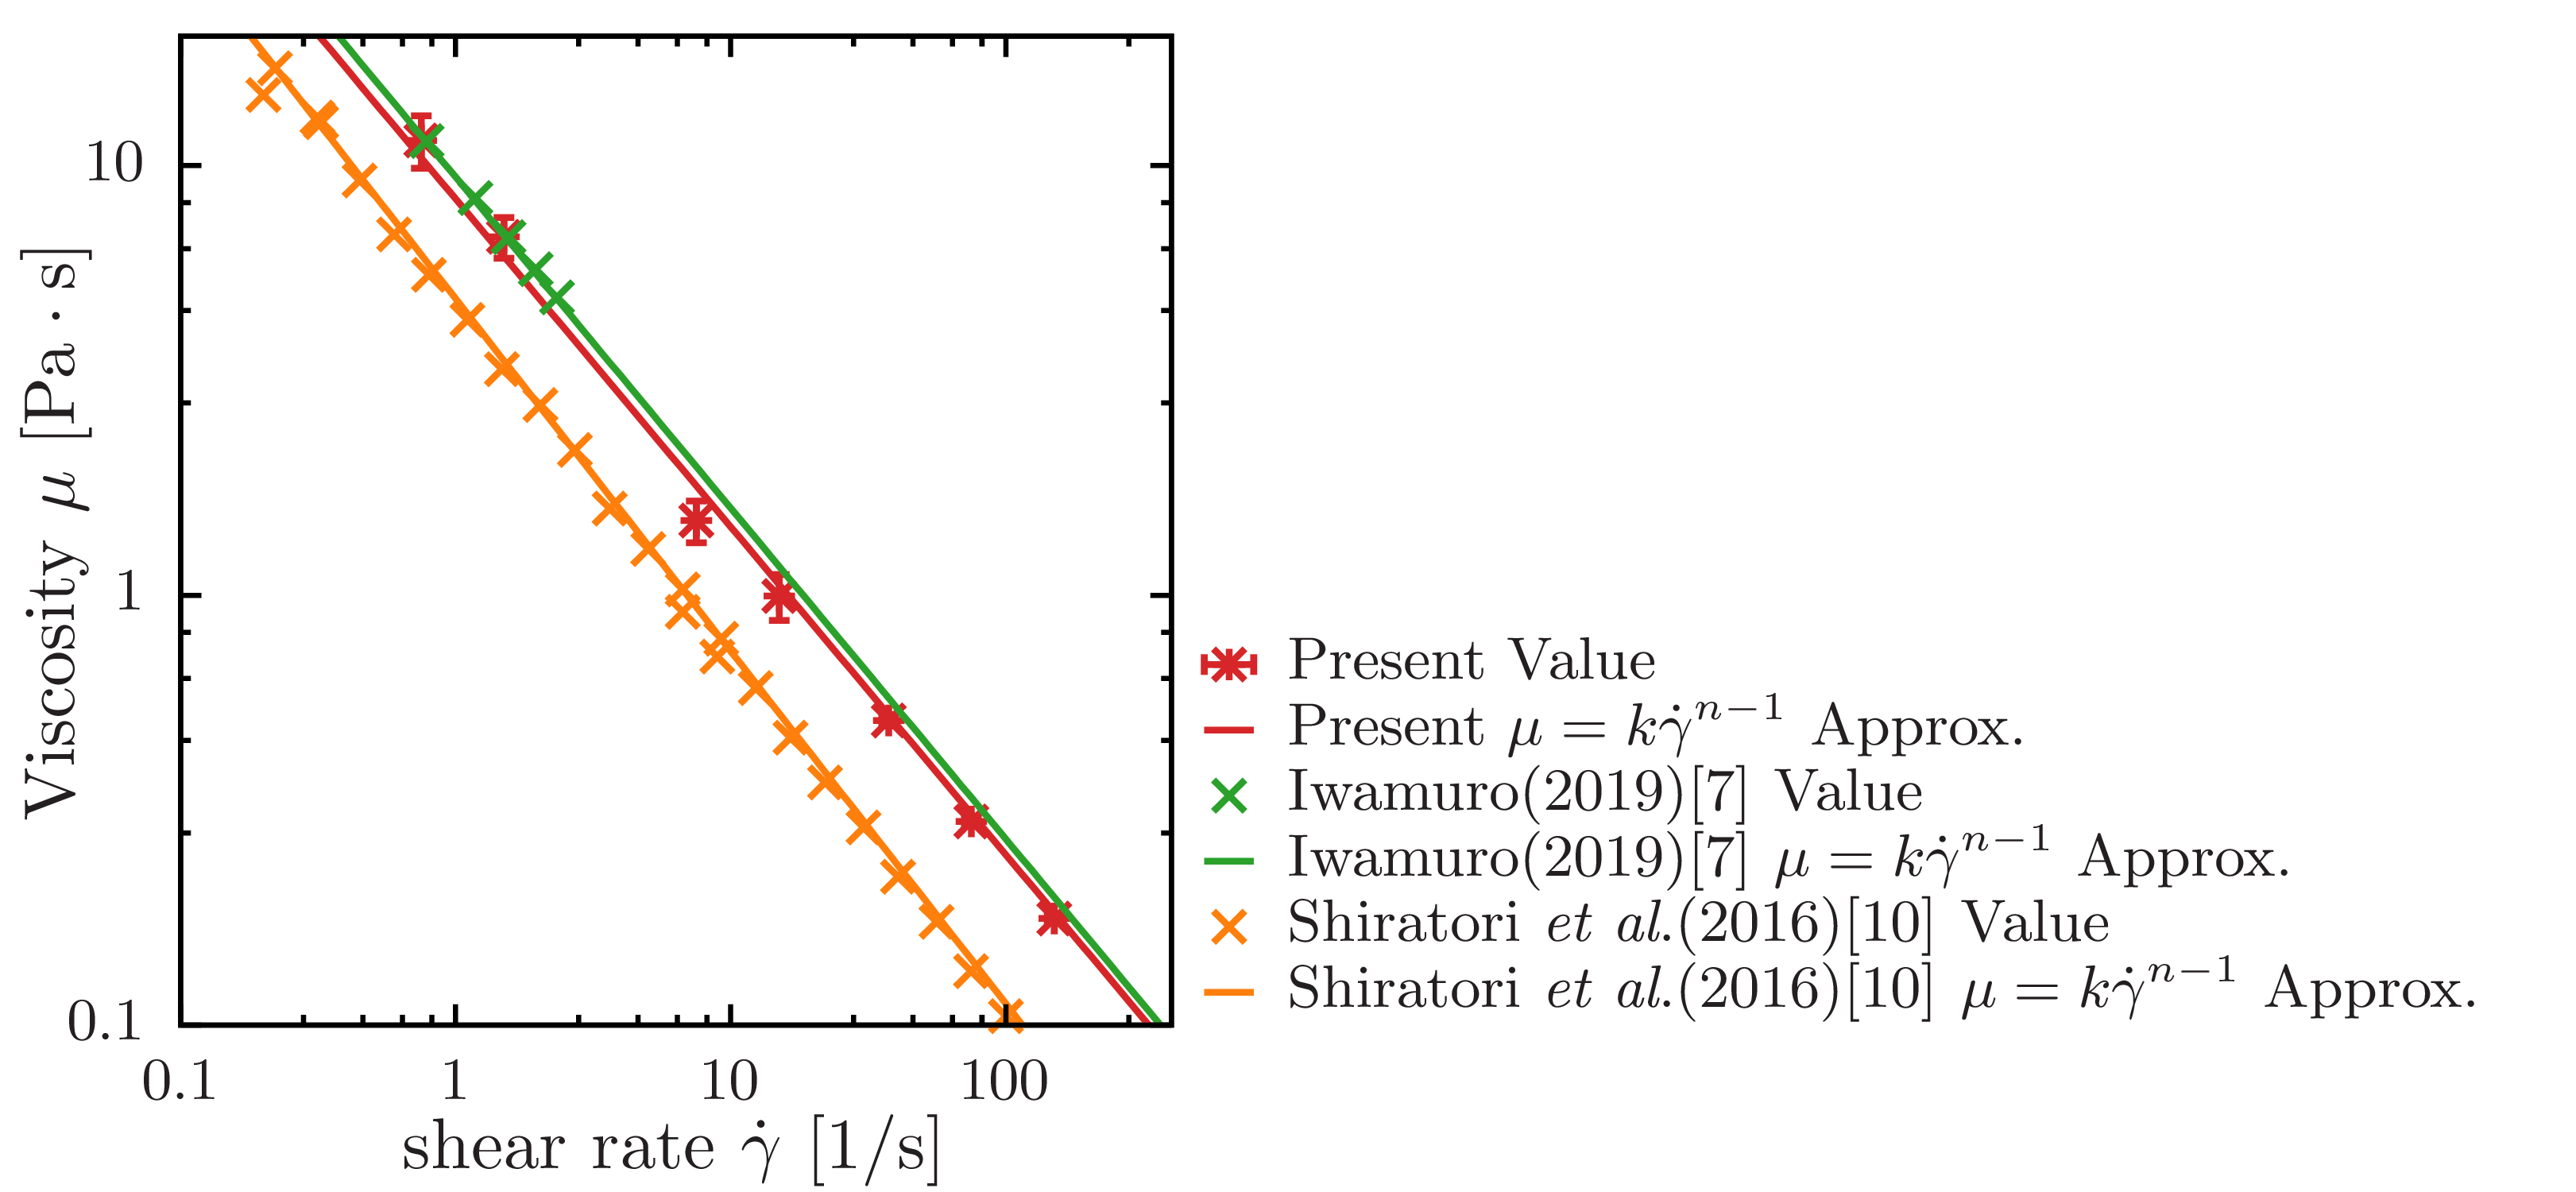 Viscosity μ [Pa · s]
10
1
0.1
0.1 1 10 100
shear rate γ̇ [1/s]
Present Value
Present μ = kγ̇ⁿ⁻¹ Approx.
Iwamuro(2019)[7] Value
Iwamuro(2019)[7] μ = kγ̇ⁿ⁻¹ Approx.
Shiratori et al.(2016)[10] Value
Shiratori et al.(2016)[10] μ = kγ̇ⁿ⁻¹ Approx.